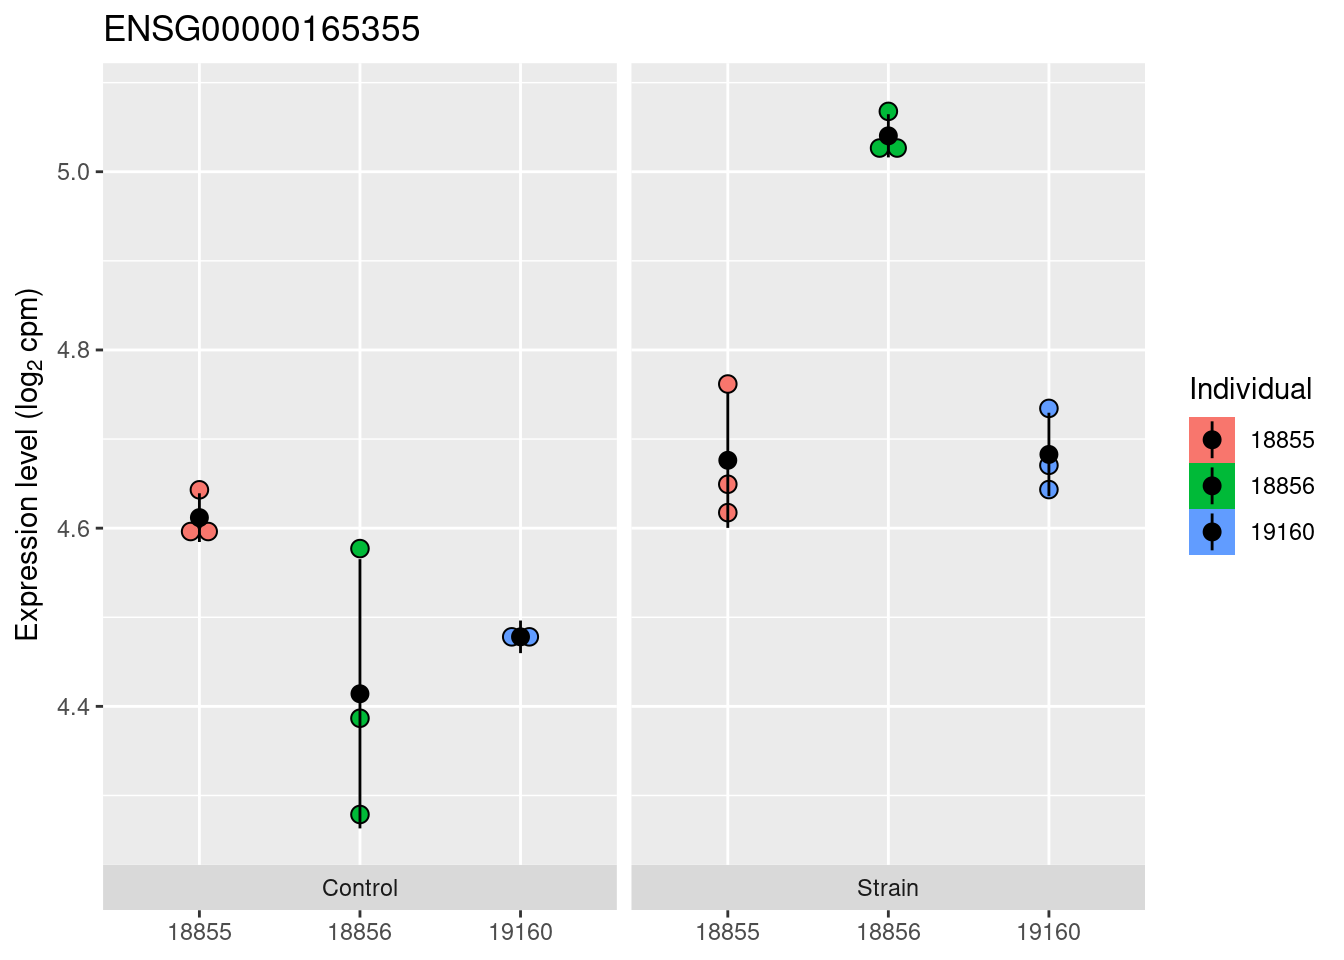 ENSG00000165355
Expression level (log₂ cpm)
5.0
4.8
4.6
4.4
Control
Strain
18855
18856
19160
18855
18856
19160
Individual
18855
18856
19160